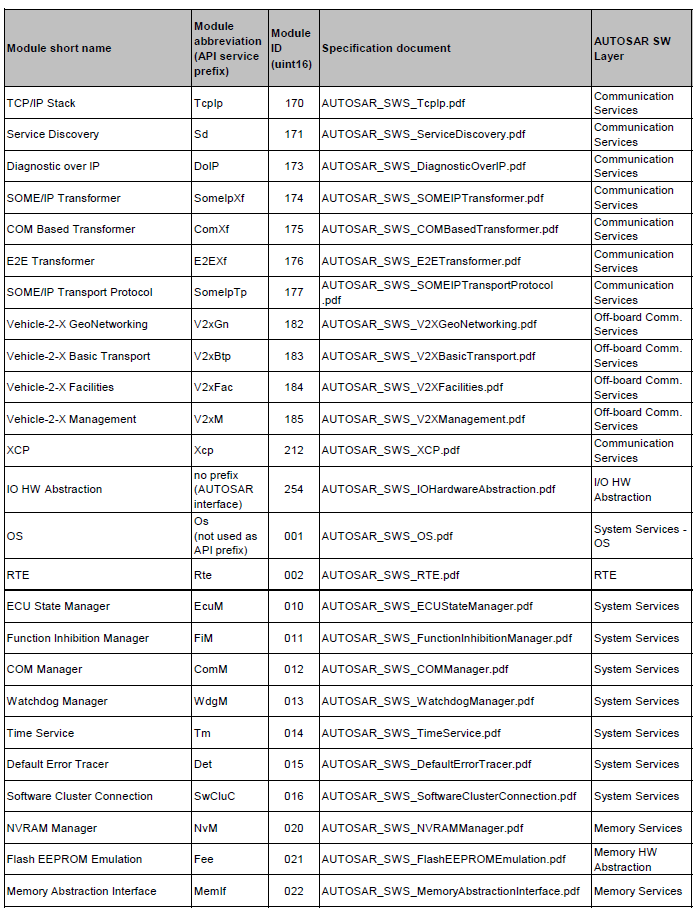 Module short name Module abbreviation (API service prefix) Module ID (uint16) Specification document AUTOSAR SW Layer
TCP/IP Stack TcpIp 170 AUTOSAR_SWS_TcpIp.pdf Communication Services
Service Discovery Sd 171 AUTOSAR_SWS_ServiceDiscovery.pdf Communication Services
Diagnostic over IP DoIP 173 AUTOSAR_SWS_DiagnosticOverIP.pdf Communication Services
SOME/IP Transformer SomeIpXf 174 AUTOSAR_SWS_SOMEIPTransformer.pdf Communication Services
COM Based Transformer ComXf 175 AUTOSAR_SWS_COMBasedTransformer.pdf Communication Services
E2E Transformer E2EXf 176 AUTOSAR_SWS_E2ETransformer.pdf Communication Services
SOME/IP Transport Protocol SomeIpTp 177 AUTOSAR_SWS_SOMEIPTransportProtocol .pdf Communication Services
Vehicle-2-X GeoNetworking V2xGn 182 AUTOSAR_SWS_V2XGeoNetworking.pdf Off-board Comm. Services
Vehicle-2-X Basic Transport V2xBtp 183 AUTOSAR_SWS_V2XBasicTransport.pdf Off-board Comm. Services
Vehicle-2-X Facilities V2xFac 184 AUTOSAR_SWS_V2XFacilities.pdf Off-board Comm. Services
Vehicle-2-X Management V2xM 185 AUTOSAR_SWS_V2XManagement.pdf Off-board Comm. Services
XCP Xcp 212 AUTOSAR_SWS_XCP.pdf Communication Services
IO HW Abstraction no prefix (AUTOSAR interface) 254 AUTOSAR_SWS_IOHardwareAbstraction.pdf I/O HW Abstraction
OS Os (not used as API prefix) 001 AUTOSAR_SWS_OS.pdf System Services - OS
RTE Rte 002 AUTOSAR_SWS_RTE.pdf RTE
ECU State Manager EcuM 010 AUTOSAR_SWS_ECUStateManager.pdf System Services
Function Inhibition Manager FiM 011 AUTOSAR_SWS_FunctionInhibitionManager.pdf System Services
COM Manager ComM 012 AUTOSAR_SWS_COMManager.pdf System Services
Watchdog Manager WdgM 013 AUTOSAR_SWS_WatchdogManager.pdf System Services
Time Service Tm 014 AUTOSAR_SWS_TimeService.pdf System Services
Default Error Tracer Det 015 AUTOSAR_SWS_DefaultErrorTracer.pdf System Services
Software Cluster Connection SwCluC 016 AUTOSAR_SWS_SoftwareClusterConnection.pdf System Services
NVRAM Manager NvM 020 AUTOSAR_SWS_NVRAMManager.pdf Memory Services
Flash EEPROM Emulation Fee 021 AUTOSAR_SWS_FlashEEPROMEmulation.pdf Memory HW Abstraction
Memory Abstraction Interface MemIf 022 AUTOSAR_SWS_MemoryAbstractionInterface.pdf Memory Services